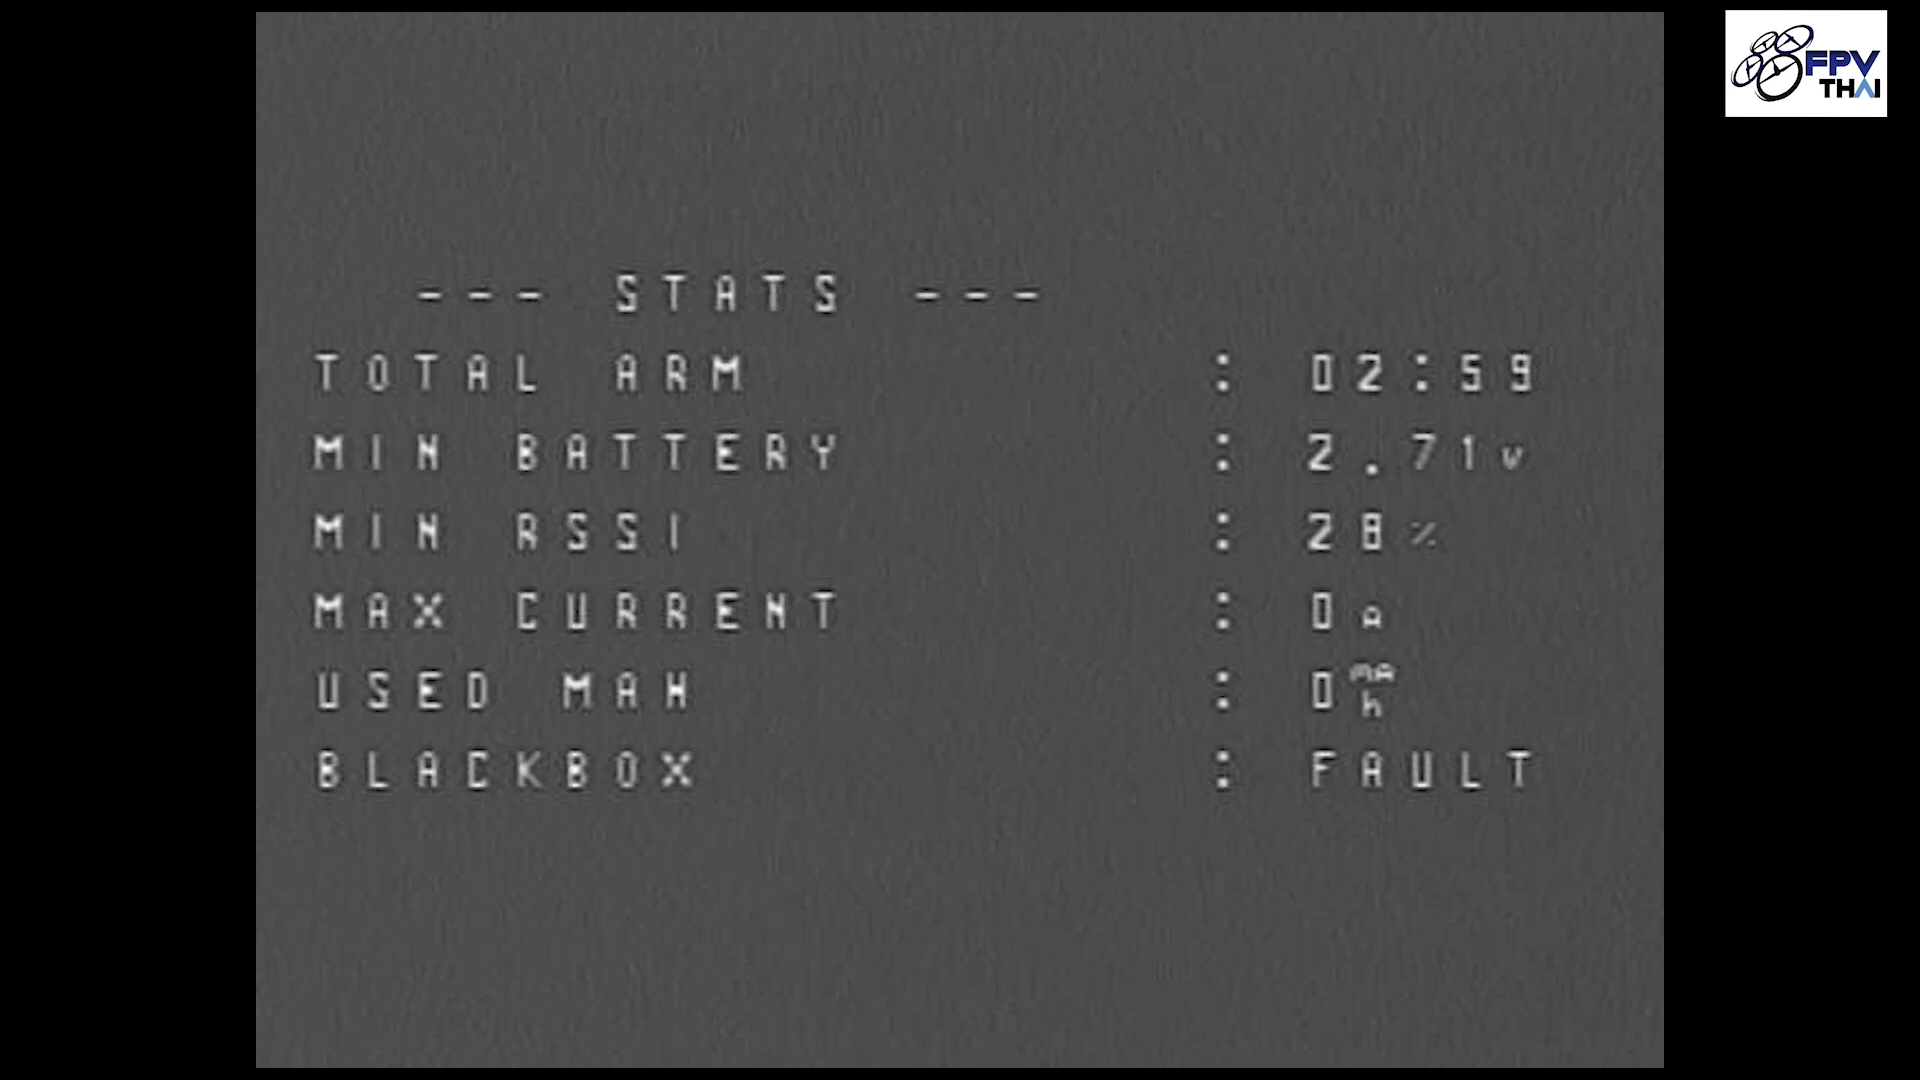 FPV
THAI
--- STATS ---
TOTAL ARM : 02:59
MIN BATTERY : 2.71v
MIN RSSI : 28%
MAX CURRENT : 0A
USED MAH : 0mAh
BLACKBOX : FAULT